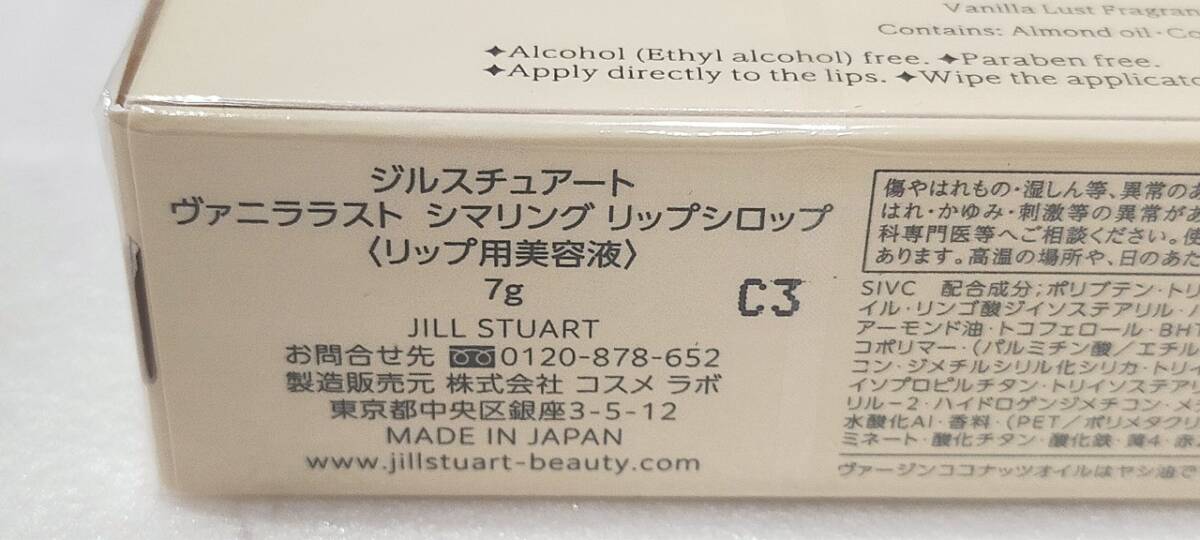 Vanilla Lust Fragran
Contains: Almond oil・Co
✦Alcohol (Ethyl alcohol) free. ✦Paraben free.
✦Apply directly to the lips. ✦Wipe the applicato
ジルスチュアート
ヴァニララスト シマリング リップシロップ
〈リップ用美容液〉
7g
C3
JILL STUART
お問合せ先 0120-878-652
製造販売元 株式会社 コスメ ラボ
東京都中央区銀座3-5-12
MADE IN JAPAN
www.jillstuart-beauty.com
傷やはれもの・湿しん等、異常のあ
はれ・かゆみ・刺激等の異常があ
科専門医等へご相談ください。使
あります。高温の場所や、日のあた
SIVC 配合成分;ポリブテン・トリ
イル・リンゴ酸ジイソステアリル・
アーモンド油・トコフェロール・BH
コポリマー・(パルミチン酸/エチル
コン・ジメチルシリル化シリカ・トリイ
イソプロピルチタン・トリイソステア
リル-2・ハイドロゲンジメチコン・メ
水酸化Al・香料・(PET/ポリメタクリ
ミネート・酸化チタン・酸化鉄・黄4・赤
ヴァージンココナッツオイルはヤシ油で